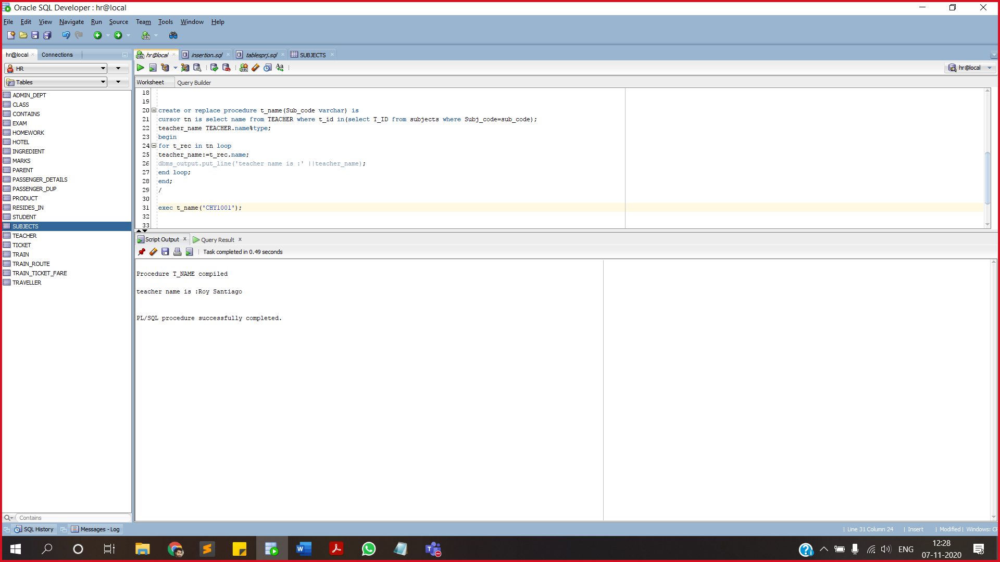 Oracle SQL Developer : hr@local
File Edit View Navigate Run Source Team Tools Window Help
hr@local Connections
HR
Tables
ADMIN_DEPT
CLASS
CONTAINS
EXAM
HOMEWORK
HOTEL
INGREDIENT
MARKS
PARENT
PASSENGER_DETAILS
PASSENGER_DUP
PRODUCT
RESIDES_IN
STUDENT
SUBJECTS
TEACHER
TICKET
TRAIN
TRAIN_ROUTE
TRAIN_TICKET_FARE
TRAVELLER
Contains
hr@local insertion.sql tablesprj.sql SUBJECTS
Aa
hr@local
Worksheet Query Builder
18
19
20 create or replace procedure t_name(Sub_code varchar) is
21 cursor tn is select name from TEACHER where t_id in(select T_ID from subjects where Subj_code=sub_code);
22 teacher_name TEACHER.name%type;
23 begin
24 for t_rec in tn loop
25 teacher_name:=t_rec.name;
26 dbms_output.put_line('teacher name is :' ||teacher_name);
27 end loop;
28 end;
29 /
30
31 exec t_name('CHY1001');
32
33
Script Output x Query Result x
Task completed in 0.49 seconds
Procedure T_NAME compiled
teacher name is :Roy Santiago
PL/SQL procedure successfully completed.
SQL History Messages - Log
Line 31 Column 24 | Insert | Modified | Windows:
ENG
12:28
07-11-2020